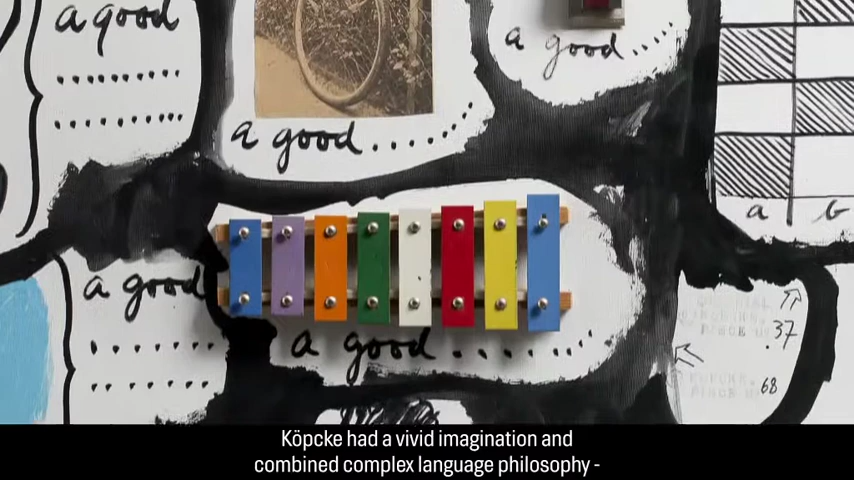 a good
............
............
a good.......
a good......
a b
a good
............
............
a good............
37
68
Köpcke had a vivid imagination and
combined complex language philosophy -